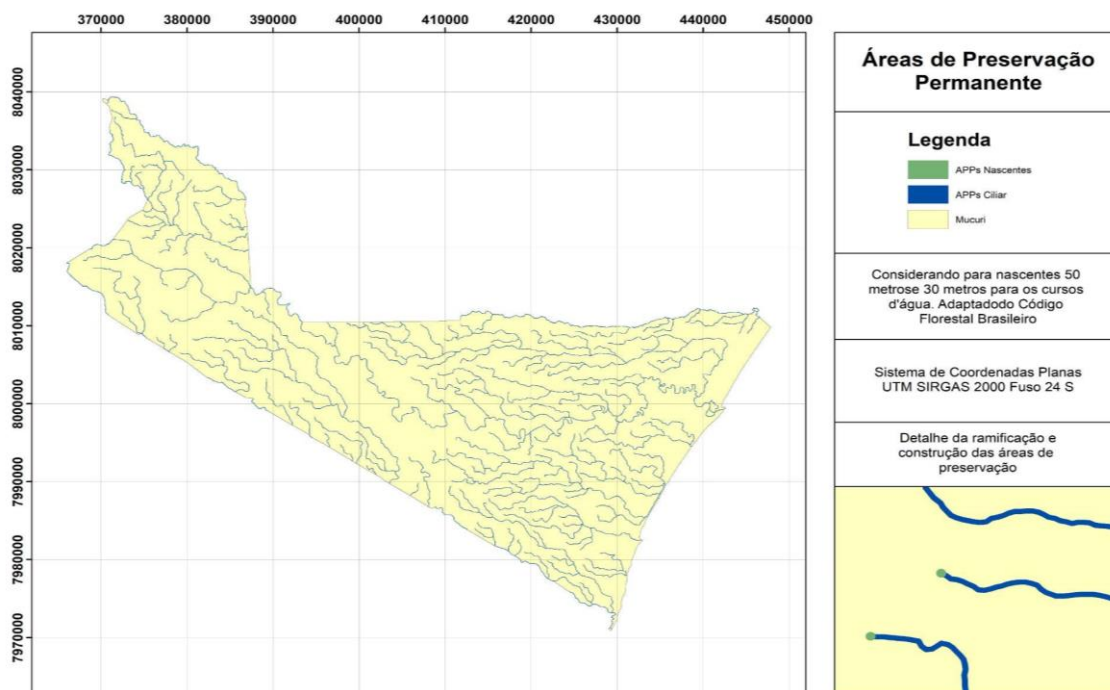 370000 380000 390000 400000 410000 420000 430000 440000 450000
8040000
8030000
8020000
8010000
8000000
7990000
7980000
7970000
Áreas de Preservação
Permanente
Legenda
APPs Nascentes
APPs Ciliar
Mucuri
Considerando para nascentes 50
metrose 30 metros para os cursos
d'água. Adaptadodo Código
Florestal Brasileiro
Sistema de Coordenadas Planas
UTM SIRGAS 2000 Fuso 24 S
Detalhe da ramificação e
construção das áreas de
preservação